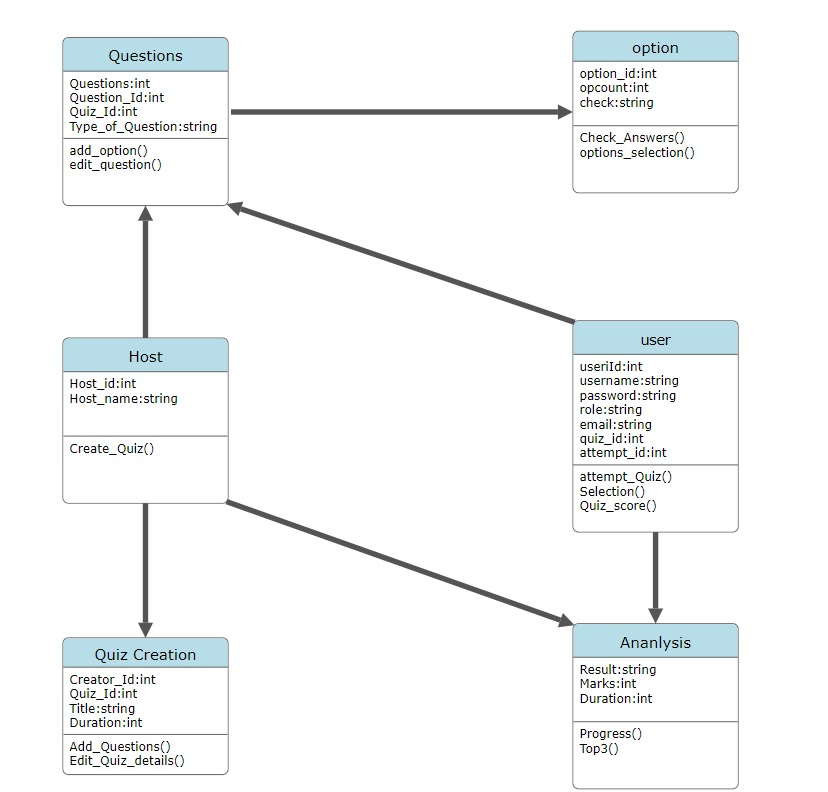 Questions
Questions:int
Question_Id:int
Quiz_Id:int
Type_of_Question:string
add_option()
edit_question()
option
option_id:int
opcount:int
check:string
Check_Answers()
options_selection()
Host
Host_id:int
Host_name:string
Create_Quiz()
user
useriId:int
username:string
password:string
role:string
email:string
quiz_id:int
attempt_id:int
attempt_Quiz()
Selection()
Quiz_score()
Quiz Creation
Creator_Id:int
Quiz_Id:int
Title:string
Duration:int
Add_Questions()
Edit_Quiz_details()
Ananlysis
Result:string
Marks:int
Duration:int
Progress()
Top3()